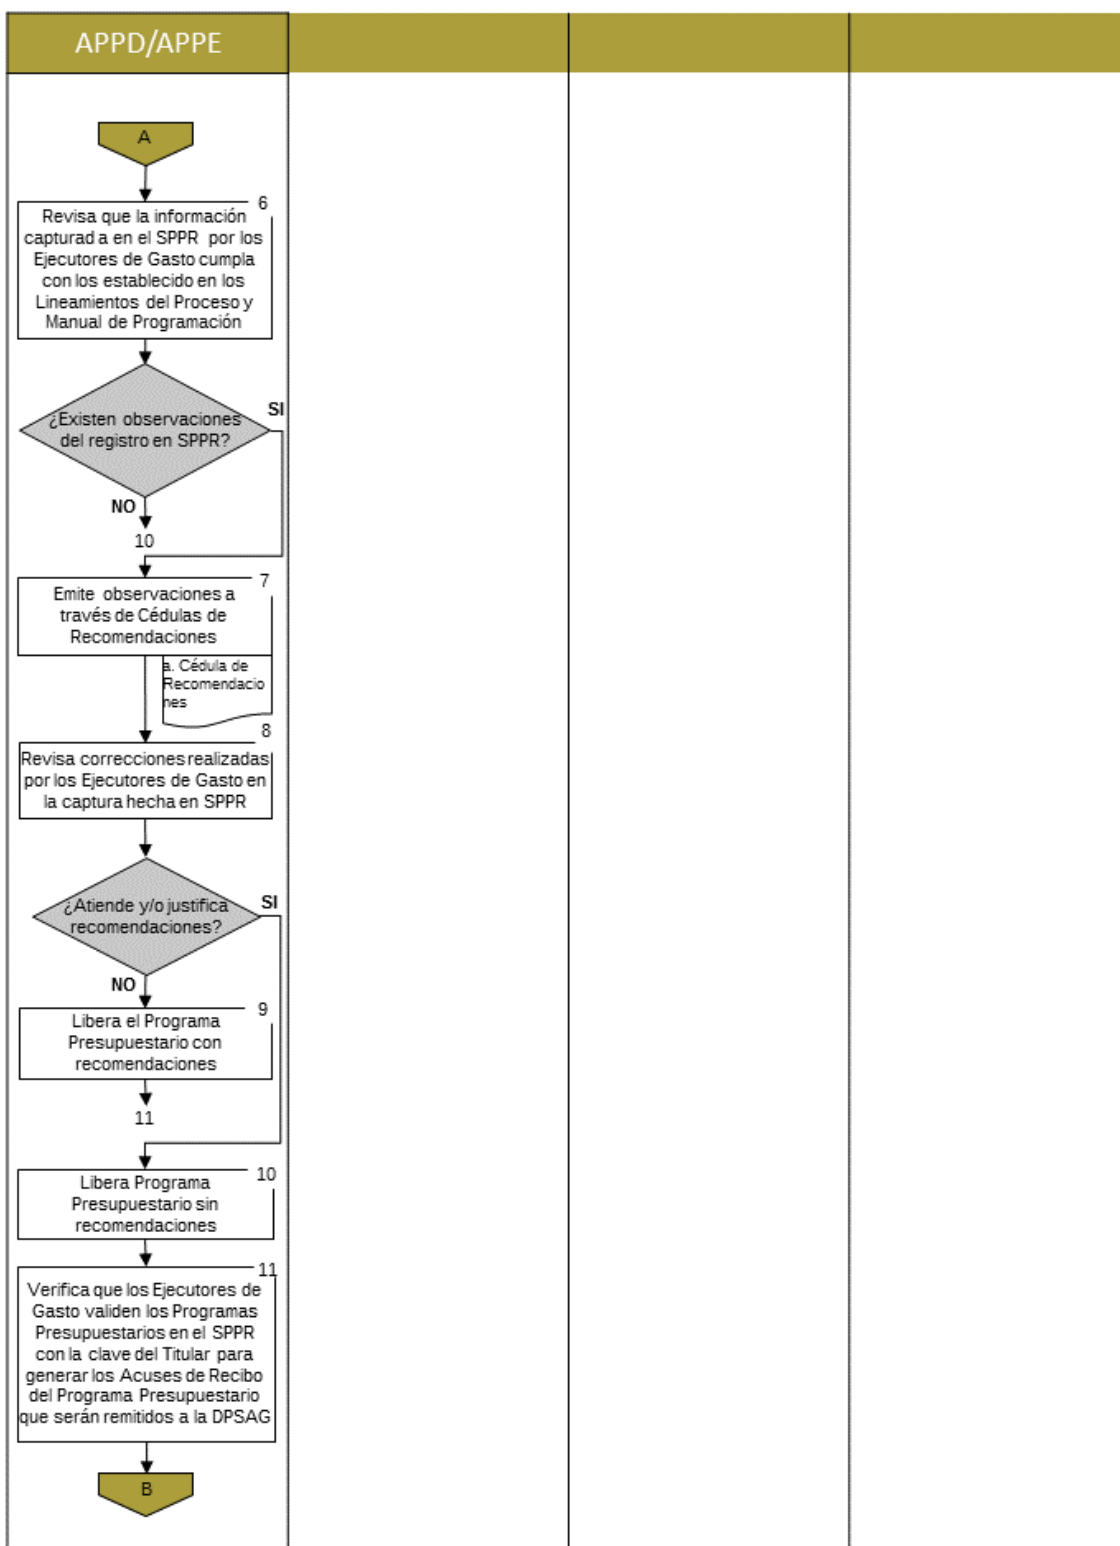 APPD/APPE
A
6
Revisa que la información
capturad a en el SPPR por los
Ejecutores de Gasto cumpla
con los establecido en los
Lineamientos del Proceso y
Manual de Programación
¿Existen observaciones
del registro en SPPR?
SI
NO
10
7
Emite observaciones a
través de Cédulas de
Recomendaciones
a. Cédula de
Recomendacio
nes
8
Revisa correcciones realizadas
por los Ejecutores de Gasto en
la captura hecha en SPPR
¿Atiende y/o justifica
recomendaciones?
SI
NO
9
Libera el Programa
Presupuestario con
recomendaciones
11
10
Libera Programa
Presupuestario sin
recomendaciones
11
Verifica que los Ejecutores de
Gasto validen los Programas
Presupuestarios en el SPPR
con la clave del Titular para
generar los Acuses de Recibo
del Programa Presupuestario
que serán remitidos a la DPSAG
B